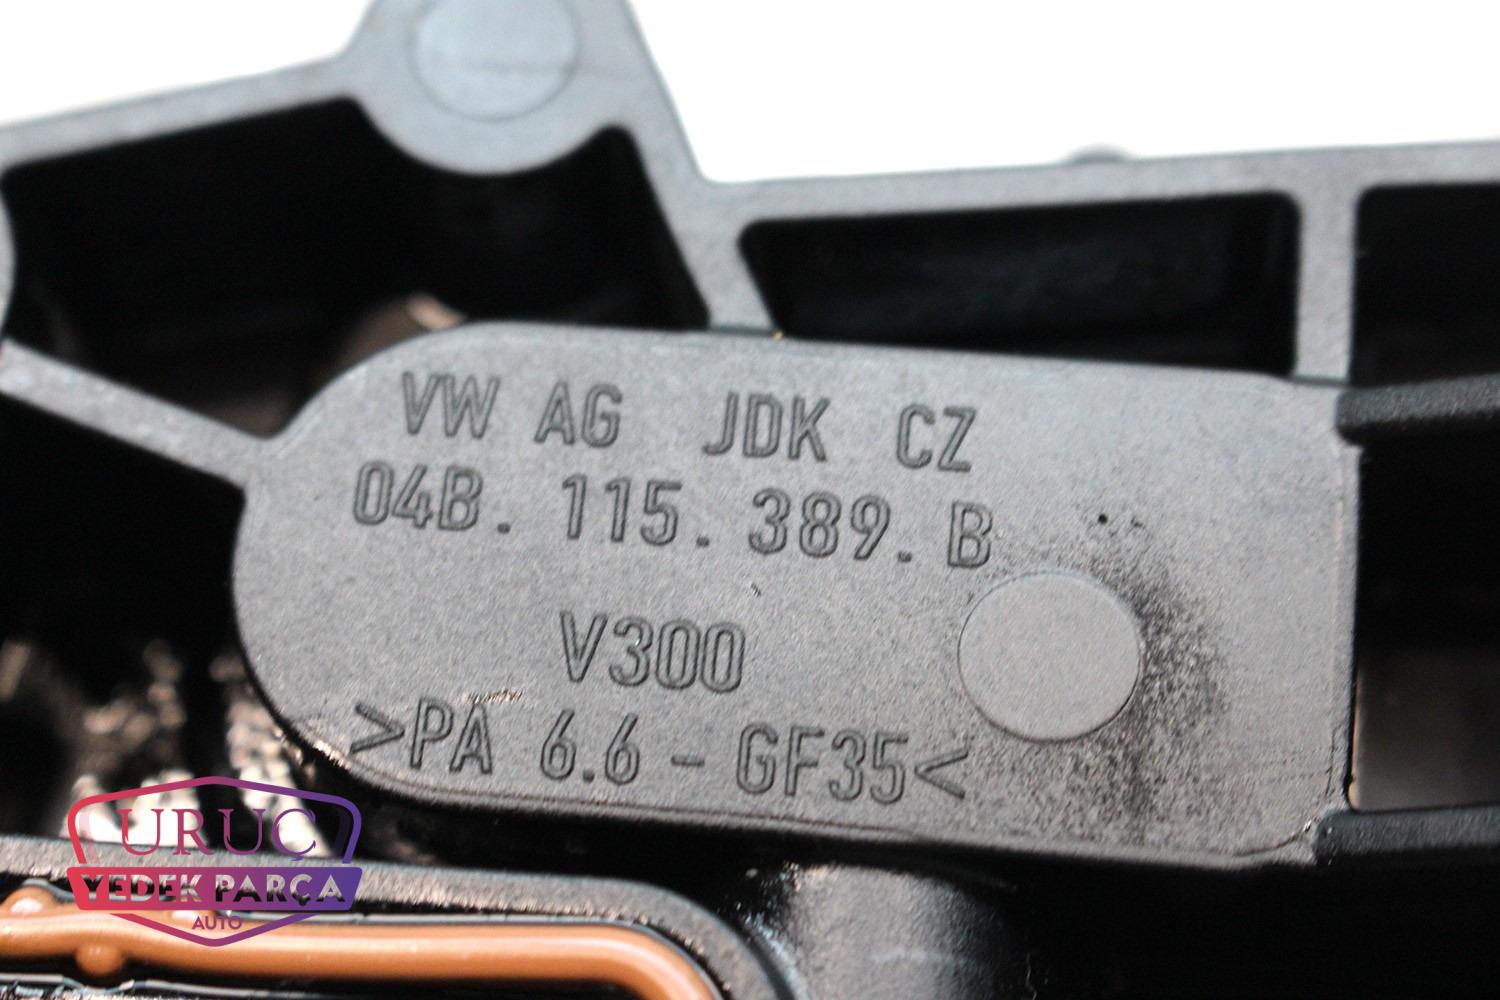 VW AG JDK CZ
04B. 115. 389. B
V300
>PA 6.6 - GF35<
URUÇ
YEDEK PARÇA
AUTO